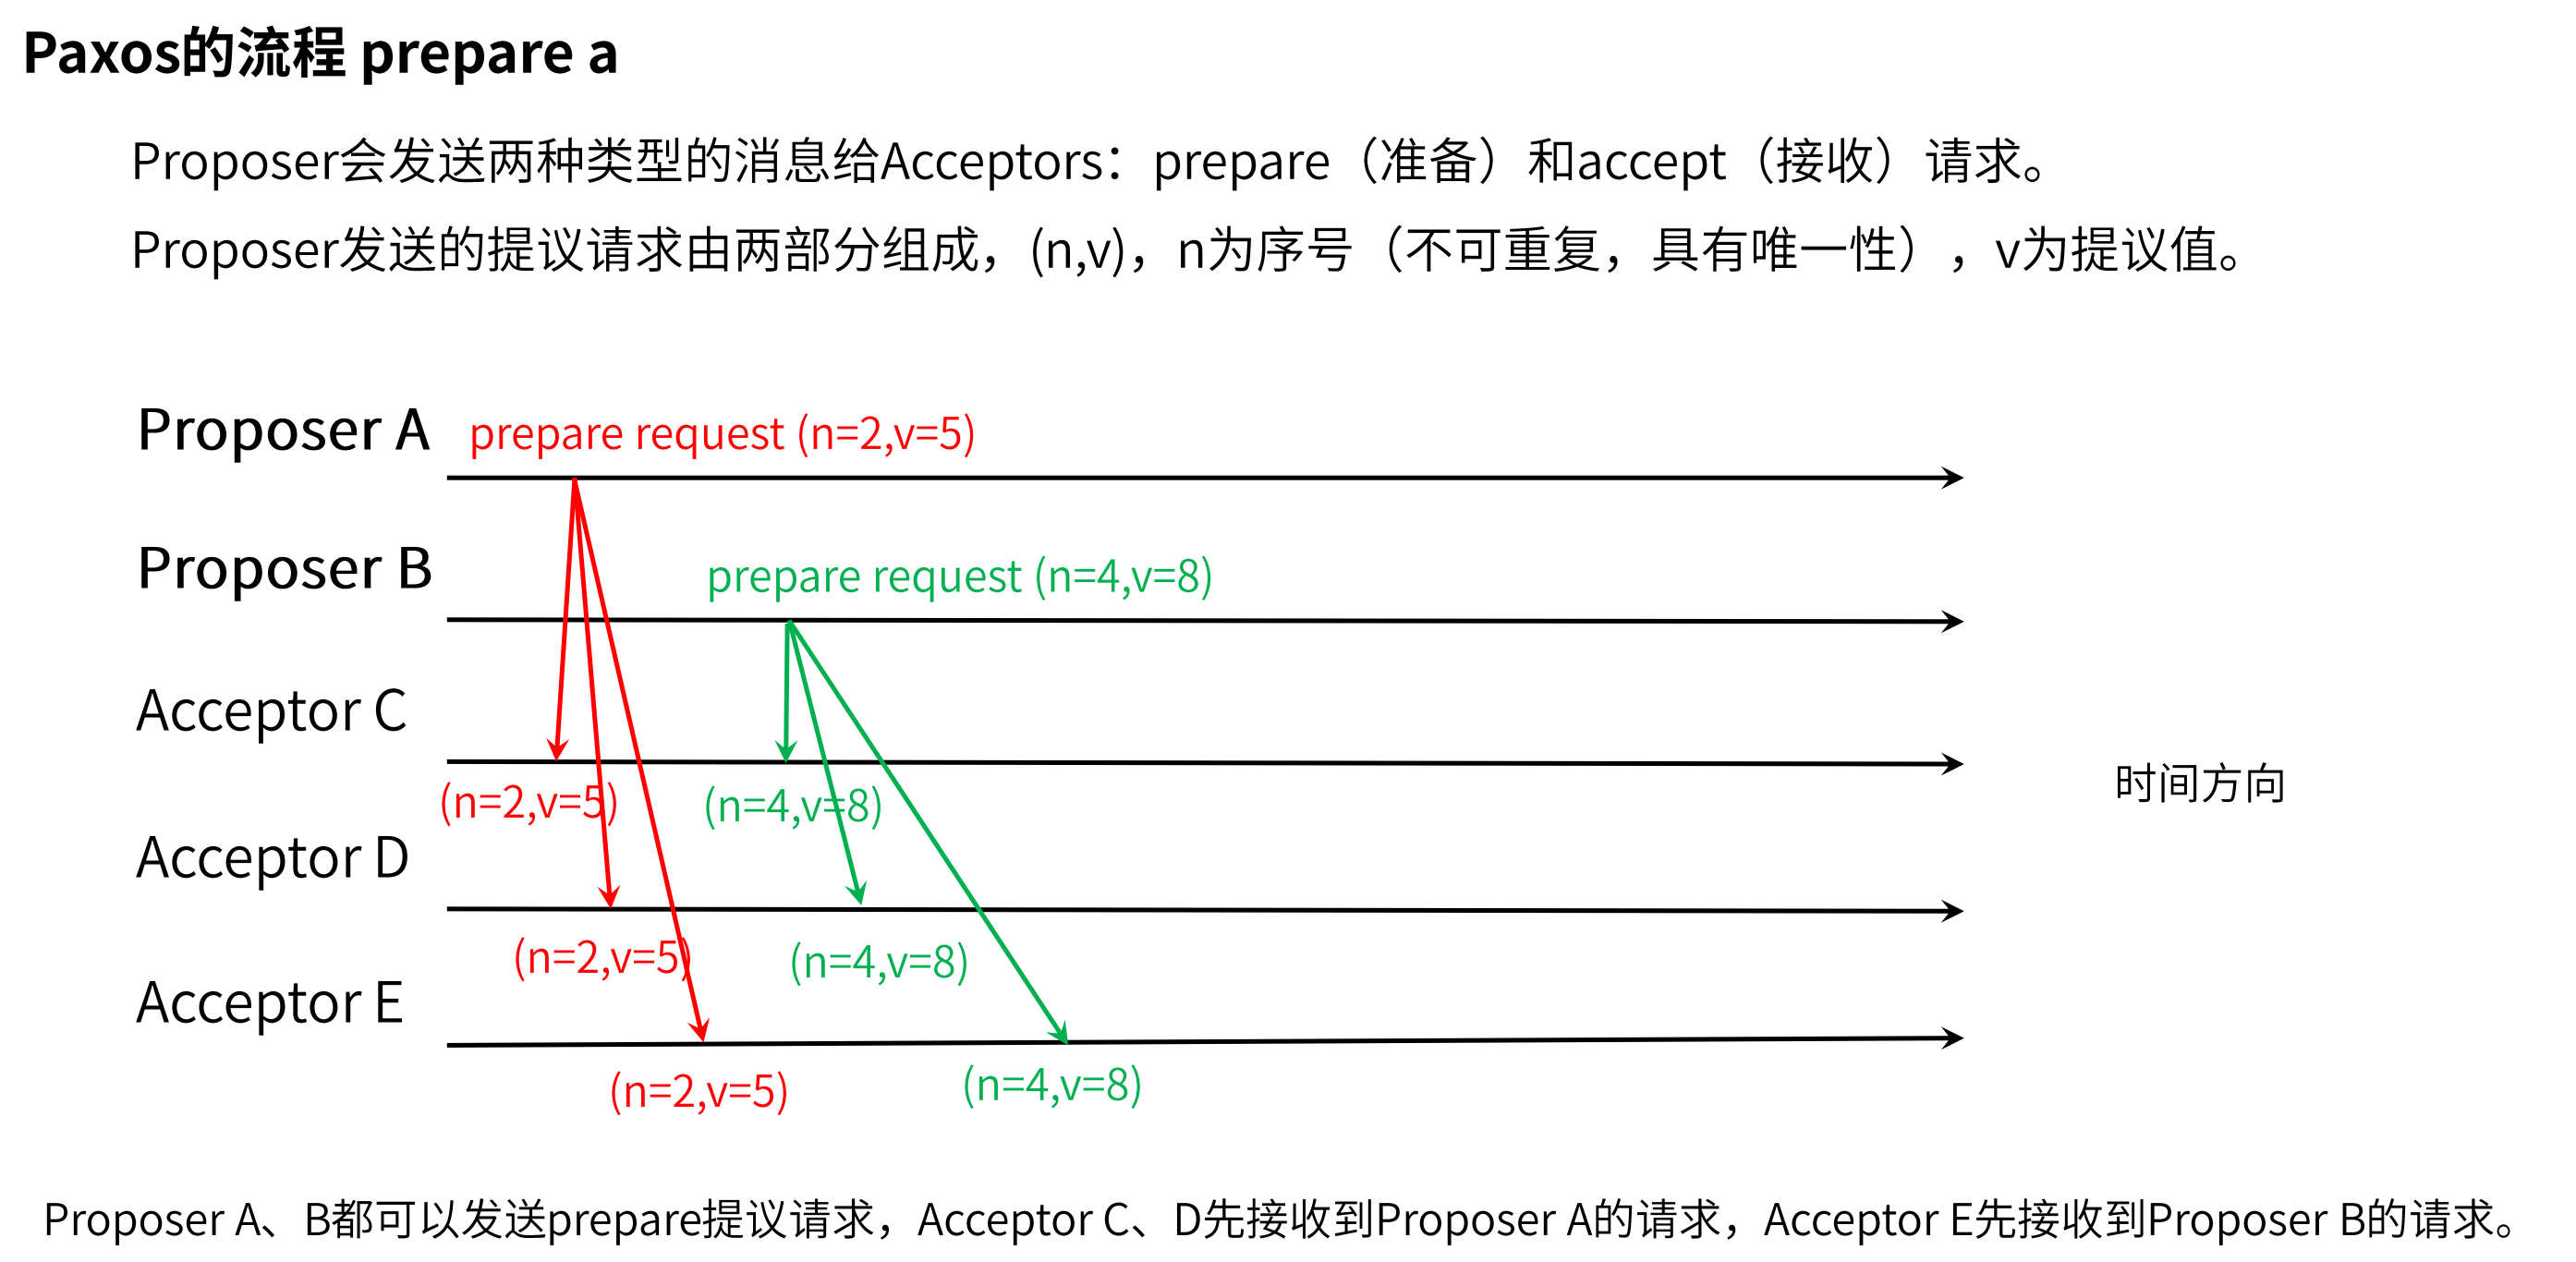 Paxos的流程 prepare a
Proposer会发送两种类型的消息给Acceptors：prepare（准备）和accept（接收）请求。
Proposer发送的提议请求由两部分组成，(n,v)，n为序号（不可重复，具有唯一性），v为提议值。
Proposer A
prepare request (n=2,v=5)
Proposer B
prepare request (n=4,v=8)
Acceptor C
(n=2,v=5)
(n=4,v=8)
时间方向
Acceptor D
(n=2,v=5)
(n=4,v=8)
Acceptor E
(n=2,v=5)
(n=4,v=8)
Proposer A、B都可以发送prepare提议请求，Acceptor C、D先接收到Proposer A的请求，Acceptor E先接收到Proposer B的请求。